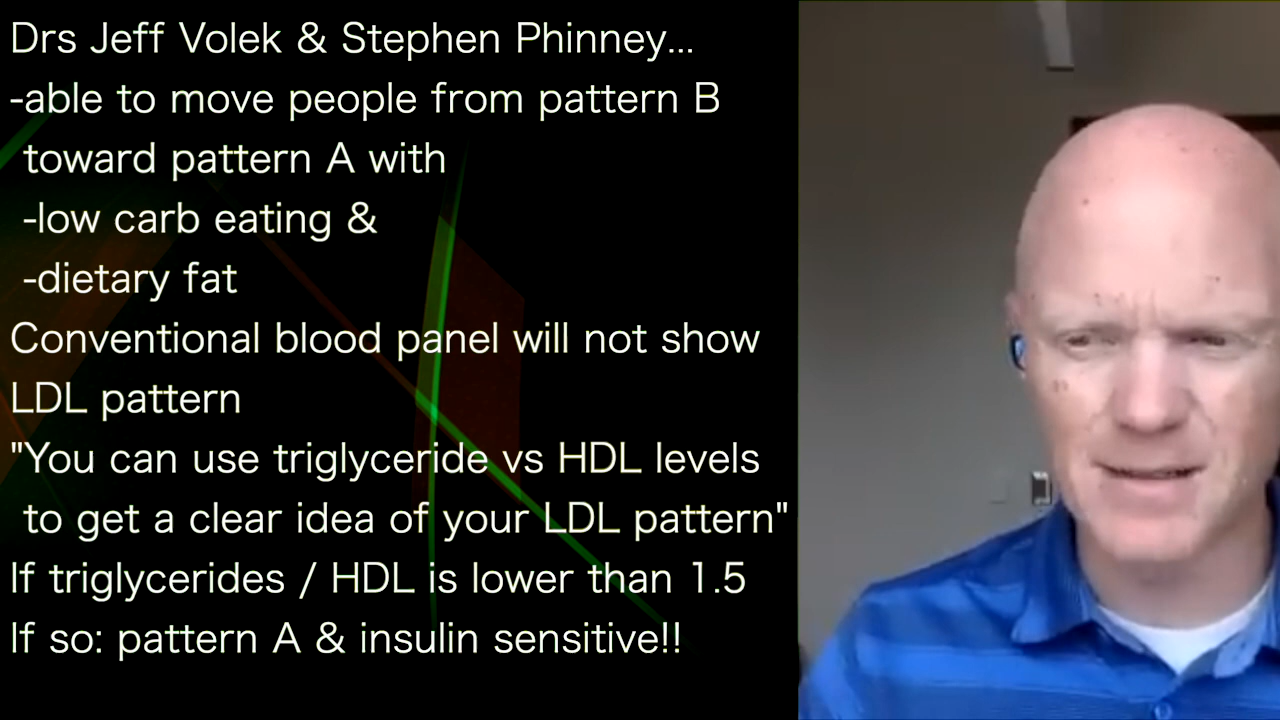 Drs Jeff Volek & Stephen Phinney...
-able to move people from pattern B
toward pattern A with
-low carb eating &
-dietary fat
Conventional blood panel will not show
LDL pattern
"You can use triglyceride vs HDL levels
to get a clear idea of your LDL pattern"
If triglycerides / HDL is lower than 1.5
If so: pattern A & insulin sensitive!!